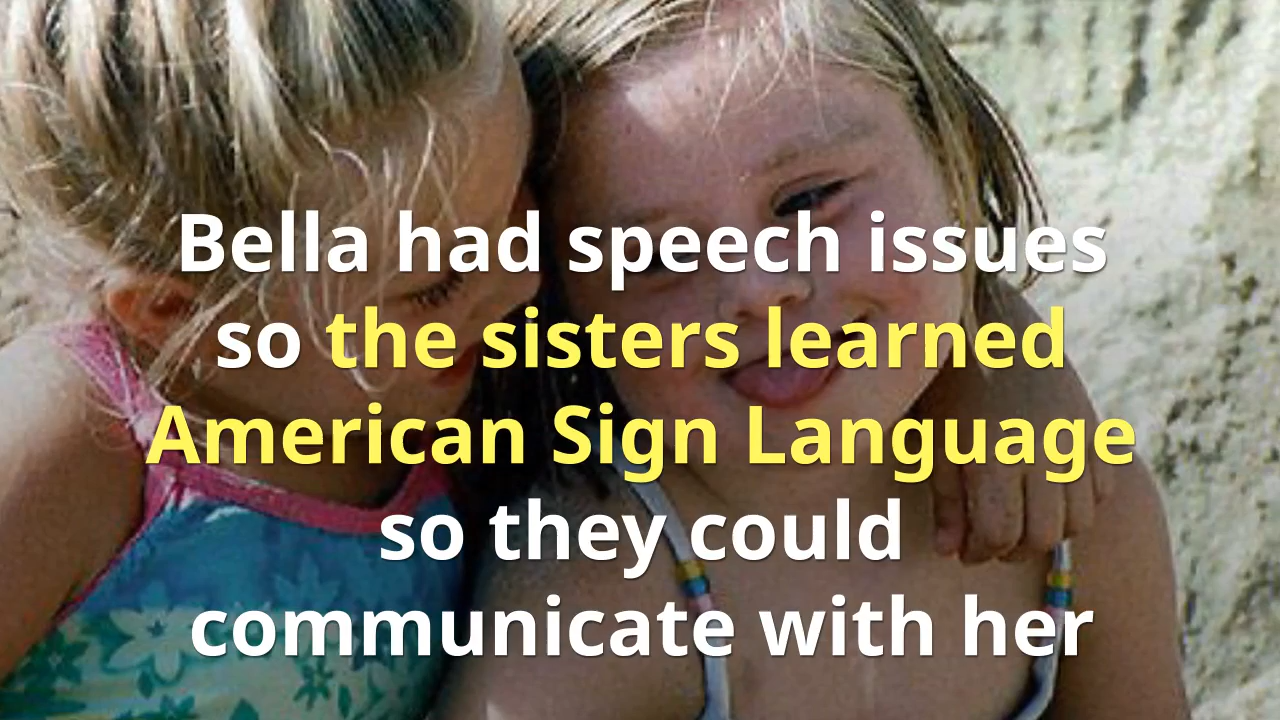 Bella had speech issues
so the sisters learned
American Sign Language
so they could
communicate with her